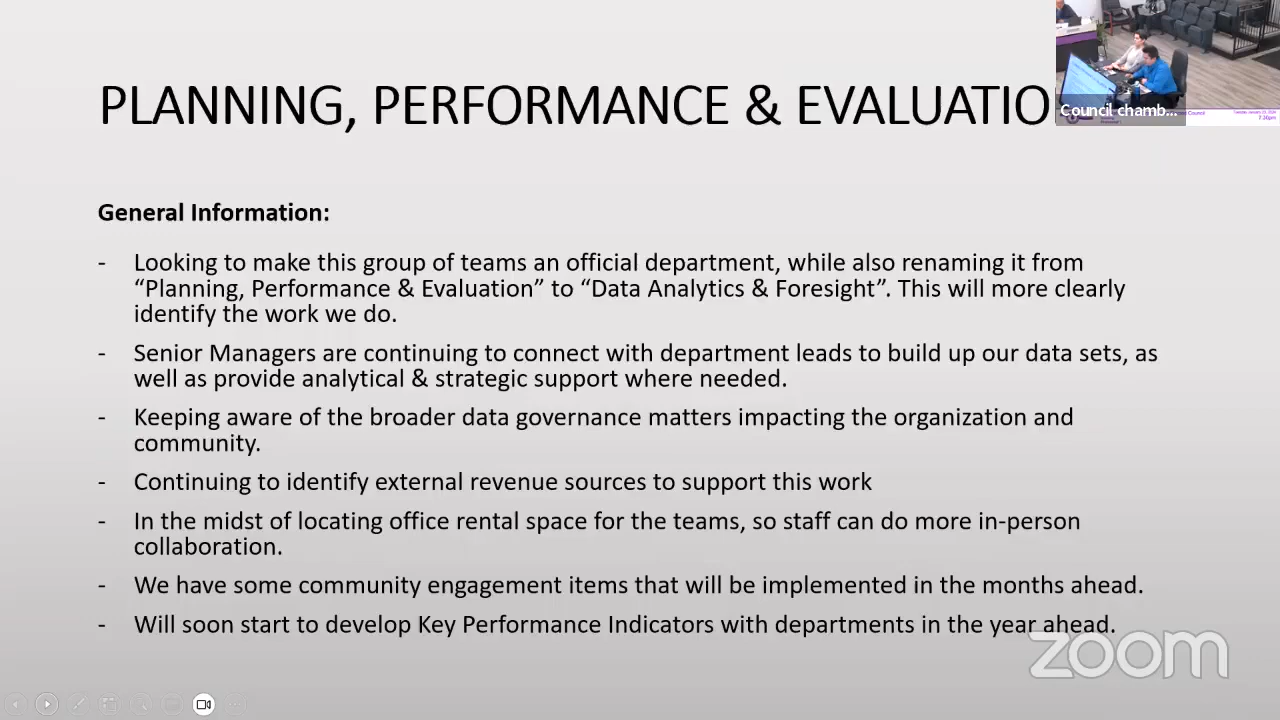 PLANNING, PERFORMANCE & EVALUATIO
Council chamb...
7:30pm
General Information:
- Looking to make this group of teams an official department, while also renaming it from
“Planning, Performance & Evaluation” to “Data Analytics & Foresight”. This will more clearly
identify the work we do.
- Senior Managers are continuing to connect with department leads to build up our data sets, as
well as provide analytical & strategic support where needed.
- Keeping aware of the broader data governance matters impacting the organization and
community.
- Continuing to identify external revenue sources to support this work
- In the midst of locating office rental space for the teams, so staff can do more in-person
collaboration.
- We have some community engagement items that will be implemented in the months ahead.
- Will soon start to develop Key Performance Indicators with departments in the year ahead.
zoom